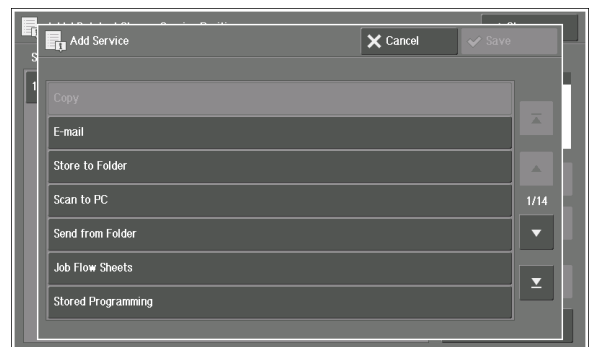 Add Service
Cancel
Save
Copy
E-mail
Store to Folder
Scan to PC
1/14
Send from Folder
Job Flow Sheets
Stored Programming